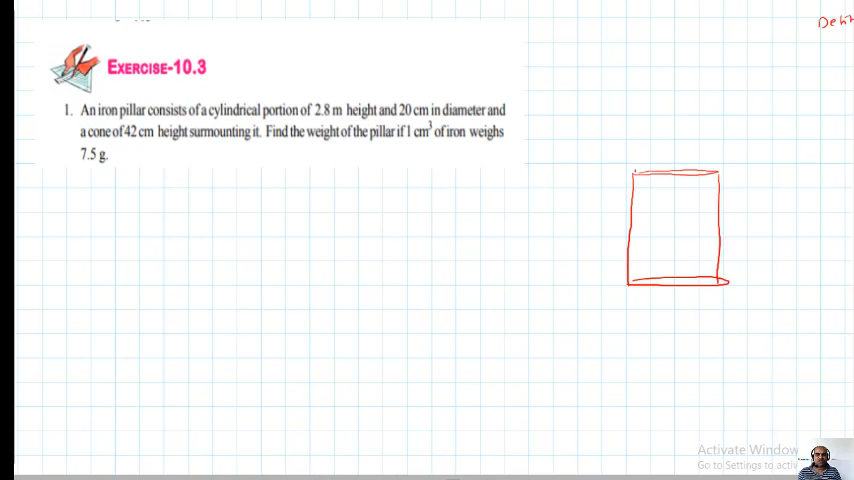 EXERCISE-10.3
1. An iron pillar consists of a cylindrical portion of 2.8 m height and 20 cm in diameter and
a cone of 42 cm height surmounting it. Find the weight of the pillar if 1 cm³ of iron weighs
7.5 g.
Activate Window
Go to Settings to activ